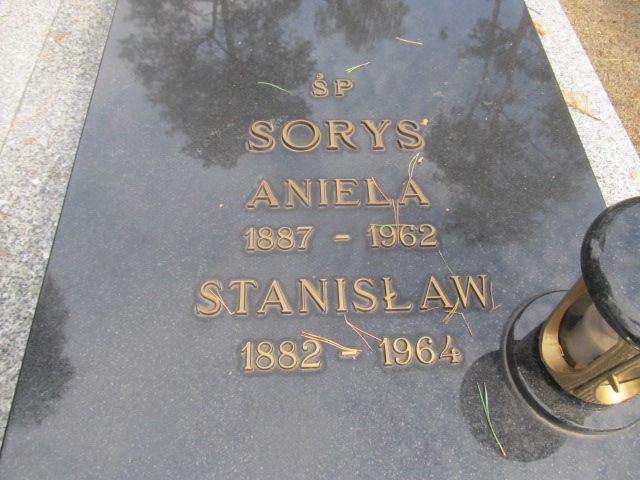 ŚP
SORYS
ANIELA
1887 - 1962
STANISŁAW
1882 - 1964